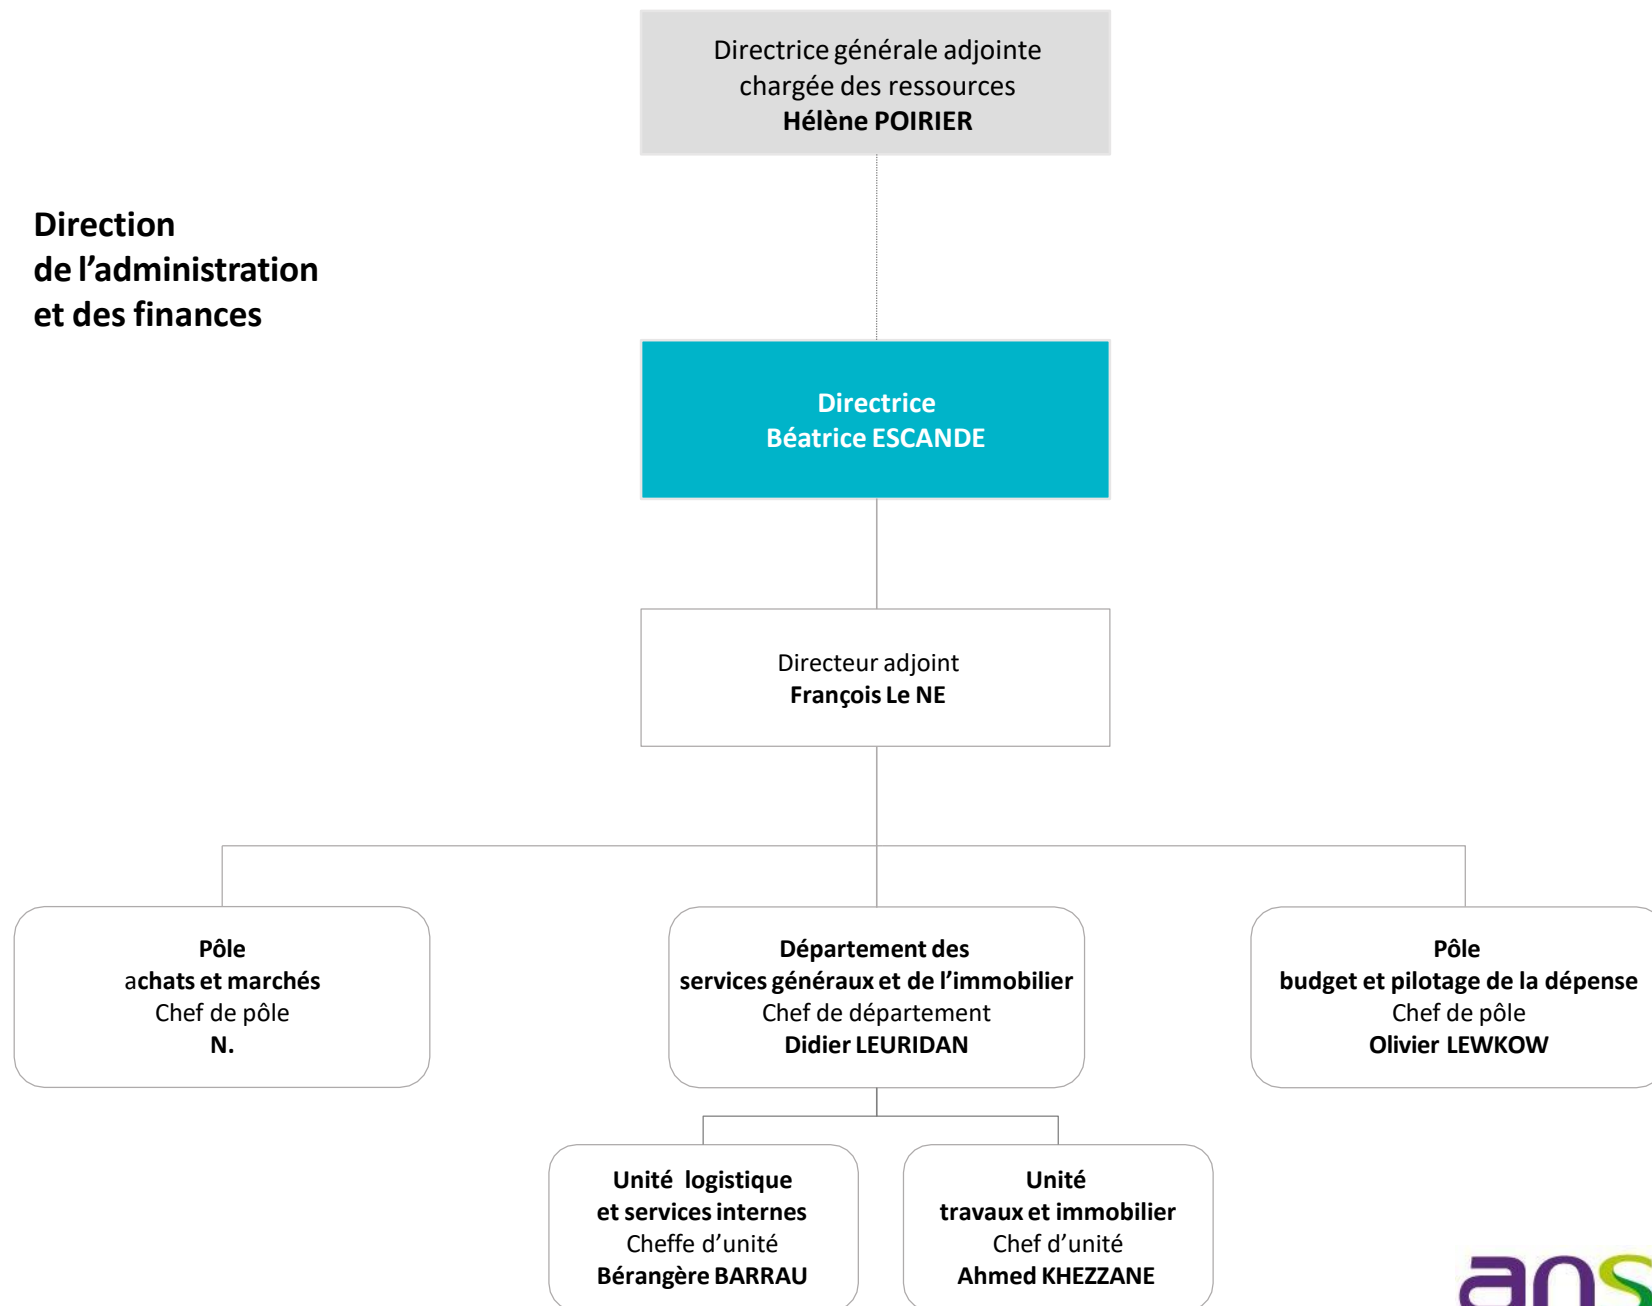 Directrice générale adjointe
chargée des ressources
Hélène POIRIER
Direction
de l’administration
et des finances
Directrice
Béatrice ESCANDE
Directeur adjoint
François Le NE
Pôle
achats et marchés
Chef de pôle
N.
Département des
services généraux et de l’immobilier
Chef de département
Didier LEURIDAN
Pôle
budget et pilotage de la dépense
Chef de pôle
Olivier LEWKOW
Unité logistique
et services internes
Cheffe d’unité
Bérangère BARRAU
Unité
travaux et immobilier
Chef d’unité
Ahmed KHEZZANE